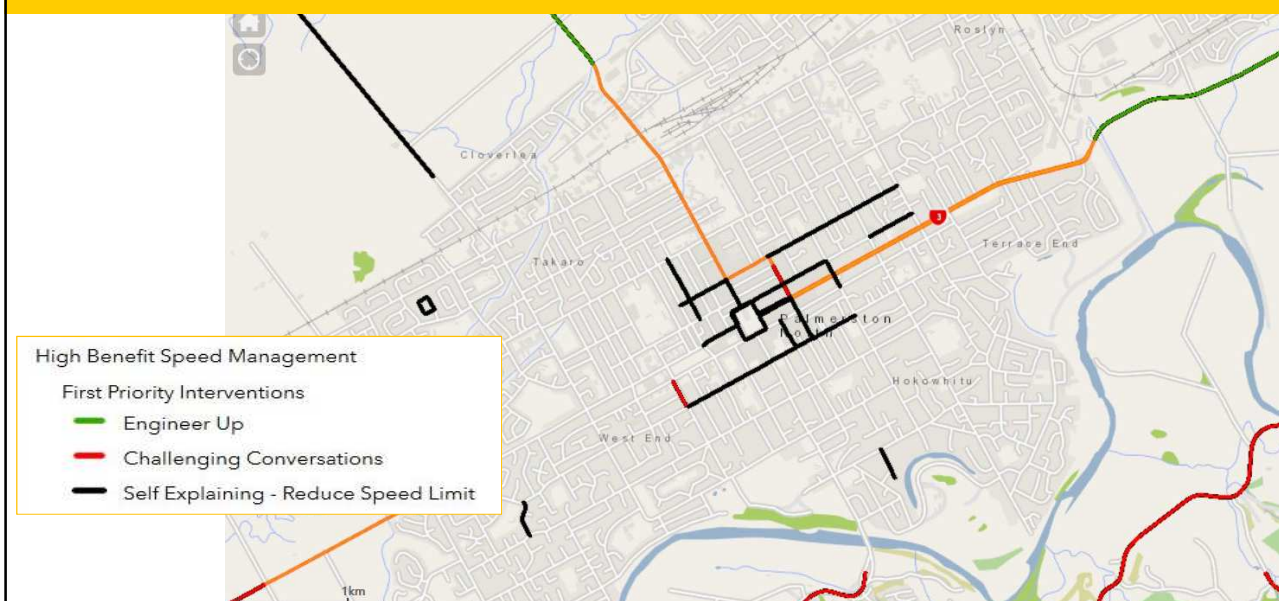 Roslyn
Cloverlea
Takaro
3
Terrace End
Palmerston
North
Hokowhitu
West End
High Benefit Speed Management
First Priority Interventions
Engineer Up
Challenging Conversations
Self Explaining - Reduce Speed Limit
1km